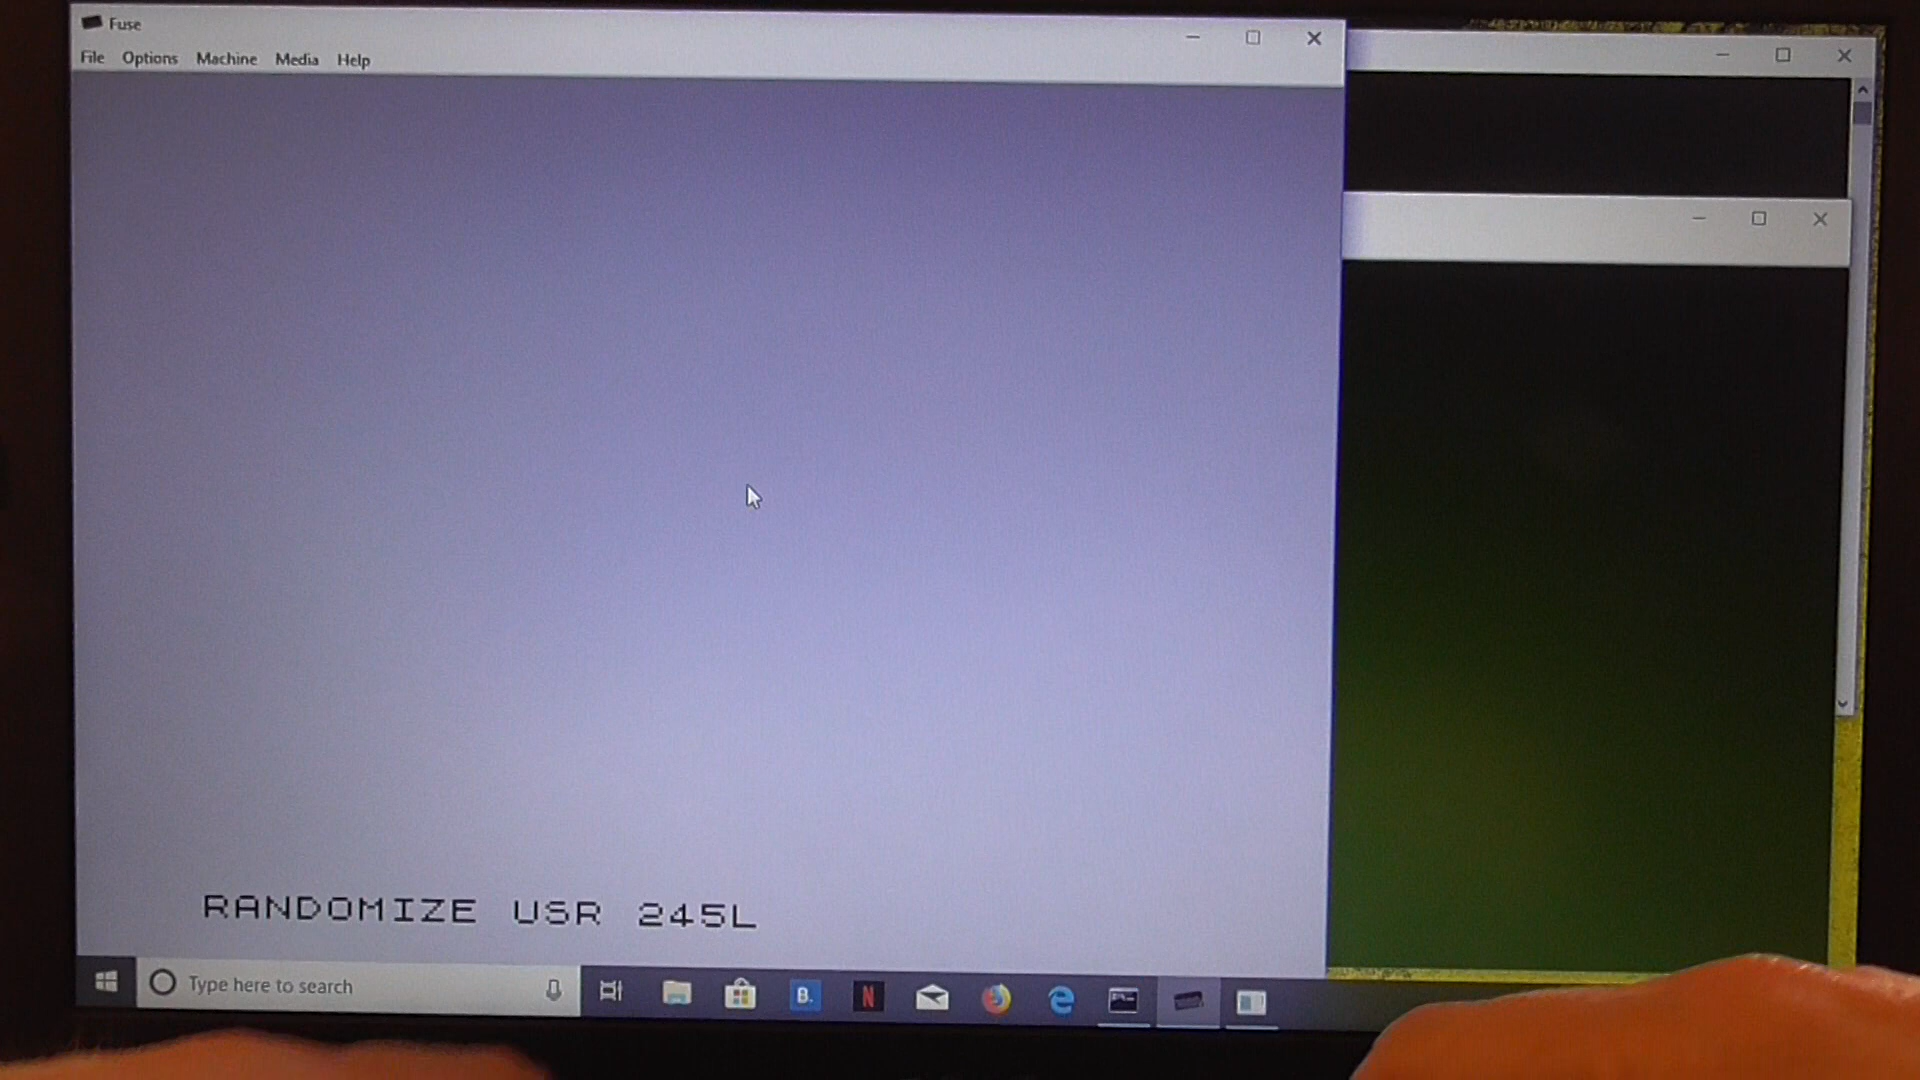 Fuse
File Options Machine Media Help
RANDOMIZE USR 245L
Type here to search
B.
N